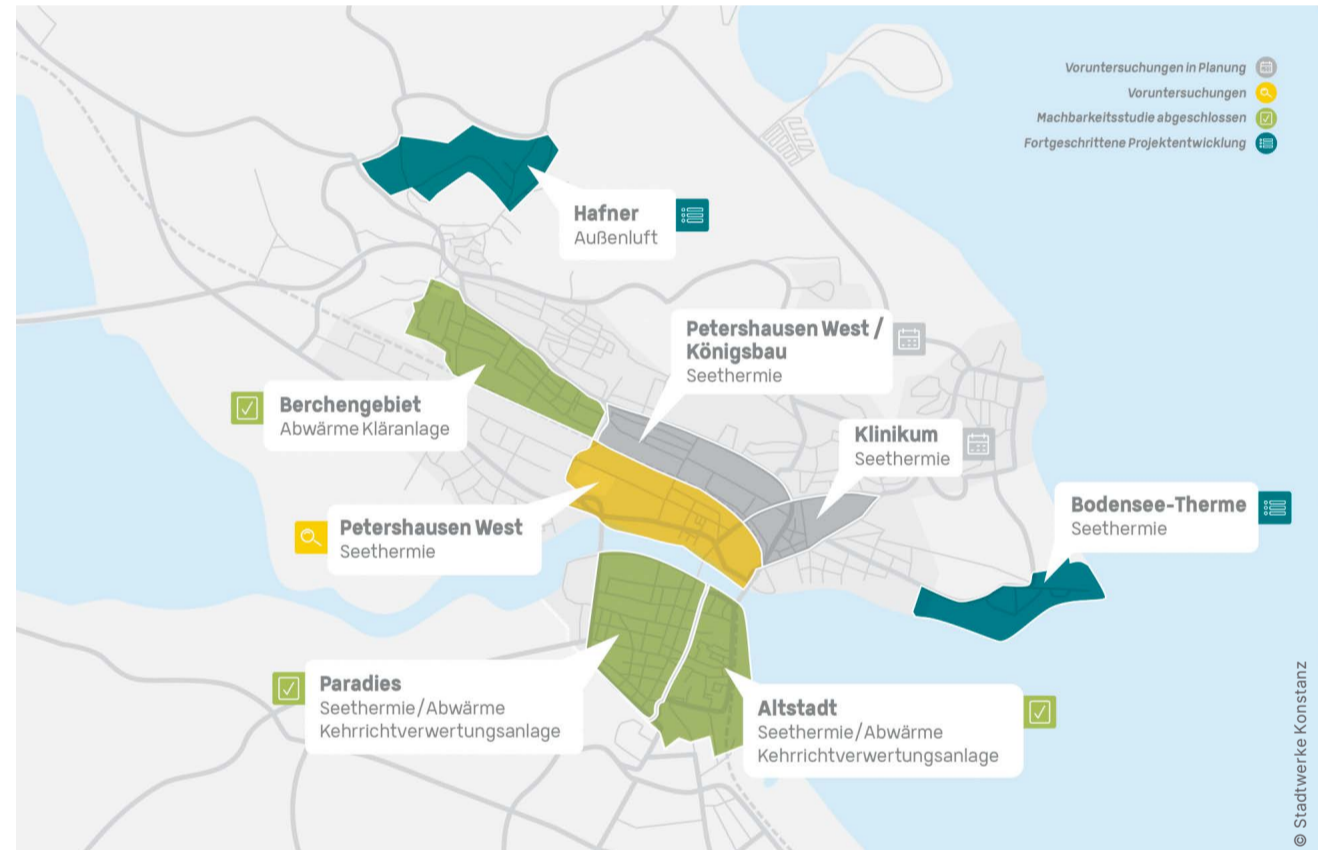 Voruntersuchungen in Planung
Voruntersuchungen
Machbarkeitsstudie abgeschlossen
Fortgeschrittene Projektentwicklung
Hafner
Außenluft
Petershausen West /
Königsbau
Seethermie
Berchengebiet
Abwärme Kläranlage
Klinikum
Seethermie
Bodensee-Therme
Seethermie
Petershausen West
Seethermie
Paradies
Seethermie/Abwärme
Kehrrichtverwertungsanlage
Altstadt
Seethermie/Abwärme
Kehrrichtverwertungsanlage
© Stadtwerke Konstanz